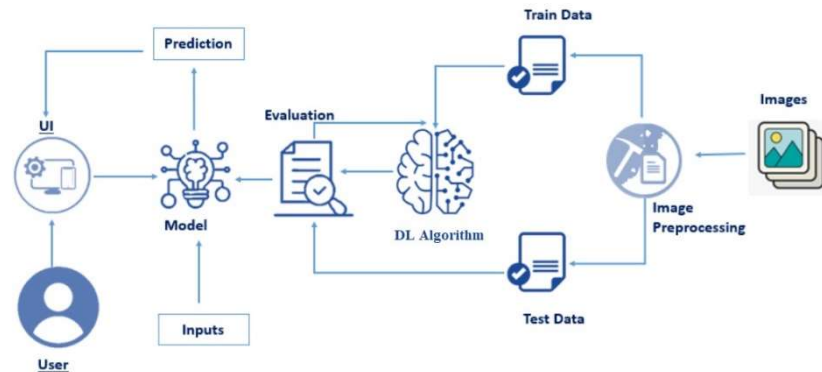 Train Data
Prediction
Images
Evaluation
UI
Model
DL Algorithm
Image
Preprocessing
Inputs
Test Data
User